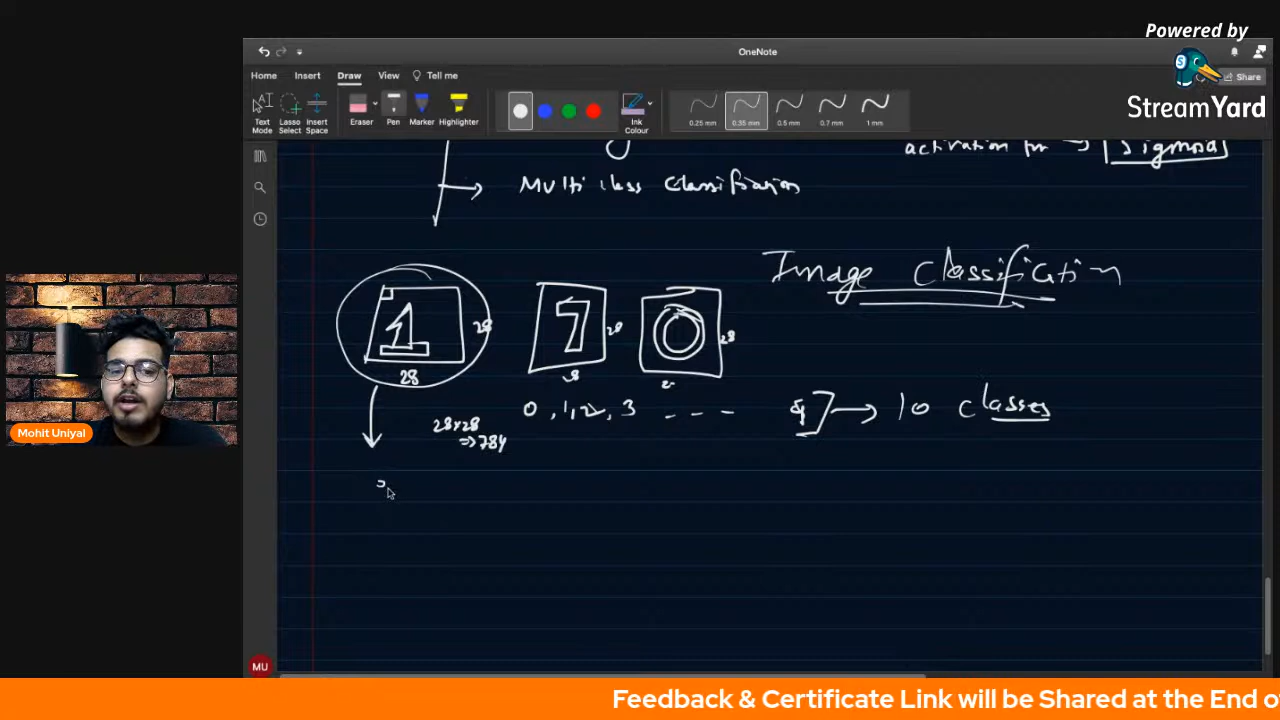 Powered by
StreamYard
OneNote
Home Insert Draw View Tell me
Share
Text Mode
Lasso Select
Insert Space
Eraser
Pen
Marker
Highlighter
Ink Colour
0.25 mm
0.35 mm
0.5 mm
0.7 mm
1 mm
activation for → Sigmoid
→ Multi class Classification
Image Classification
1 28
7 28
0 28
28
0, 1, 2, 3 - - - 9 → 10 classes
28x28
⇒ 784
Mohit Uniyal
MU
Feedback & Certificate Link will be Shared at the End o